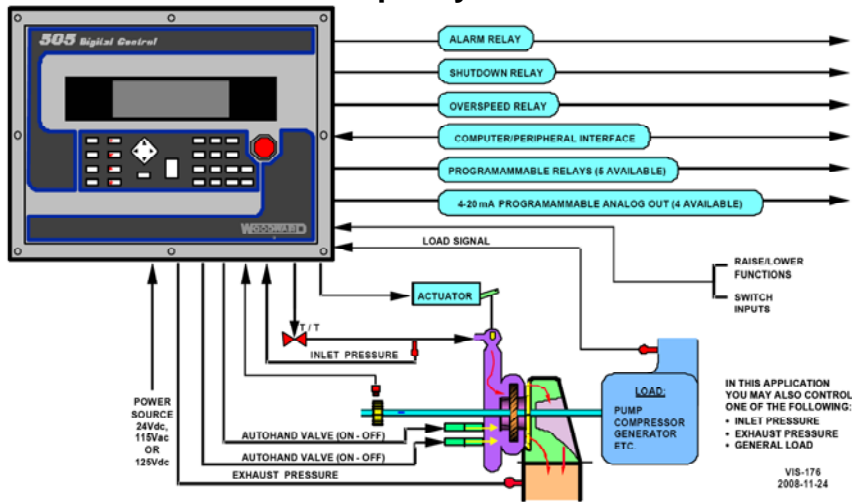 505 Digital Control
ALARM RELAY
SHUTDOWN RELAY
OVERSPEED RELAY
COMPUTER/PERIPHERAL INTERFACE
PROGRAMAMMABLE RELAYS (5 AVAILABLE)
4-20 mA PROGRAMAMMABLE ANALOG OUT (4 AVAILABLE)
WOODWARD
LOAD SIGNAL
RAISE/LOWER
FUNCTIONS
SWITCH
INPUTS
ACTUATOR
T / T
INLET PRESSURE
POWER
SOURCE
24Vdc,
115Vac
OR
125Vdc
AUTOHAND VALVE (ON - OFF)
AUTOHAND VALVE (ON - OFF)
EXHAUST PRESSURE
LOAD:
PUMP
COMPRESSOR
GENERATOR
ETC.
IN THIS APPLICATION
YOU MAY ALSO CONTROL
ONE OF THE FOLLOWING:
• INLET PRESSURE
• EXHAUST PRESSURE
• GENERAL LOAD
VIS-176
2008-11-24